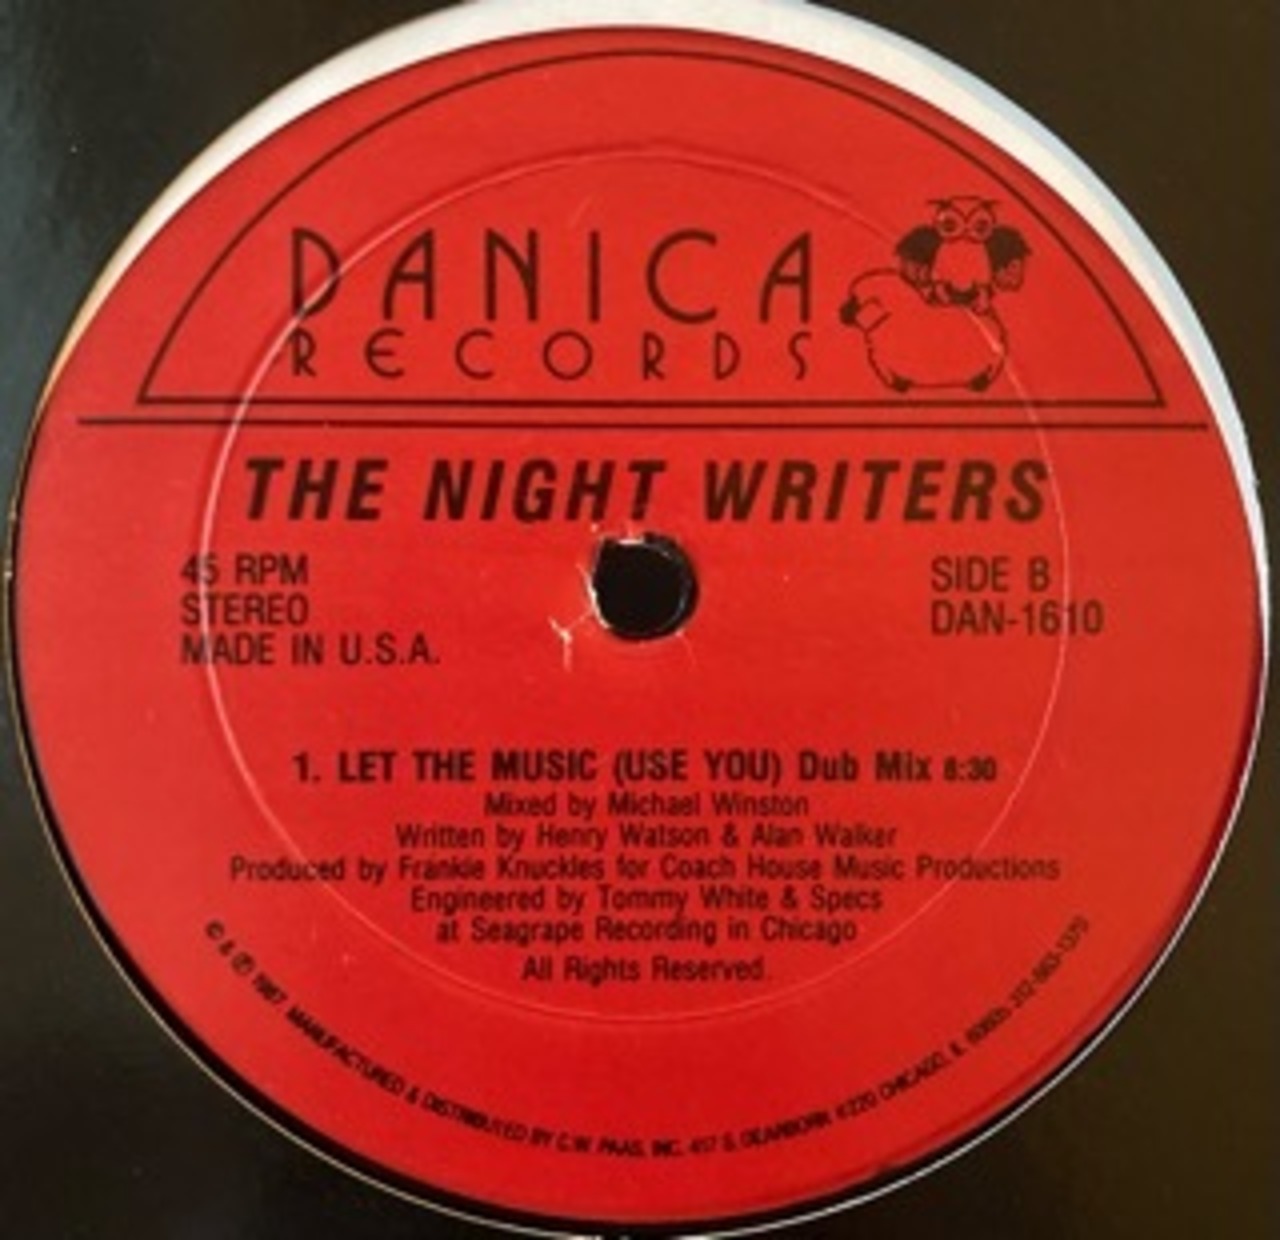 DANICA
RECORDS
THE NIGHT WRITERS
45 RPM
STEREO
MADE IN U.S.A.
SIDE B
DAN-1610
1. LET THE MUSIC (USE YOU) Dub Mix 8:30
Mixed by Michael Winston
Written by Henry Watson & Alan Walker
Produced by Frankie Knuckles for Coach House Music Productions
Engineered by Tommy White & Specs
at Seagrape Recording in Chicago
All Rights Reserved.
© & ℗ 1987. MANUFACTURED & DISTRIBUTED BY C.W. PAAS, INC. 417 S. DEARBORN #220 CHICAGO, IL 60605